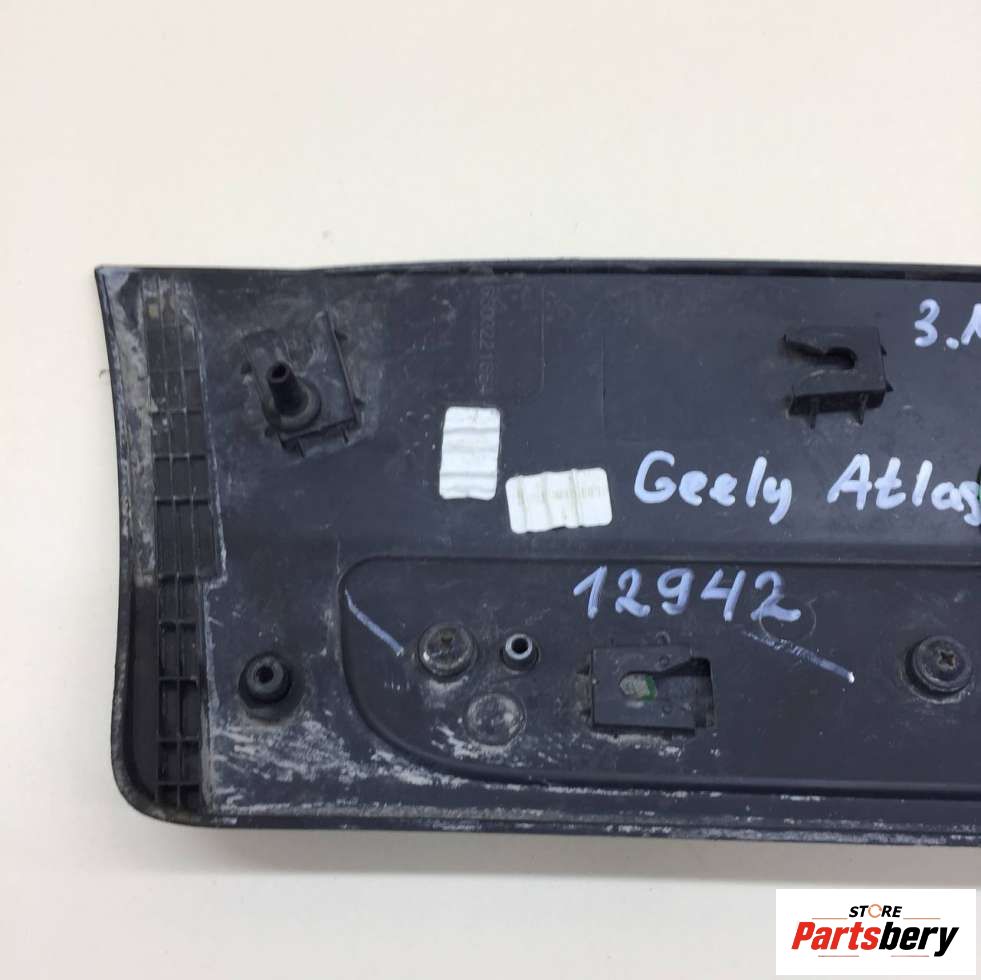 3.
Geely Atlas
12942
STORE
Partsbery